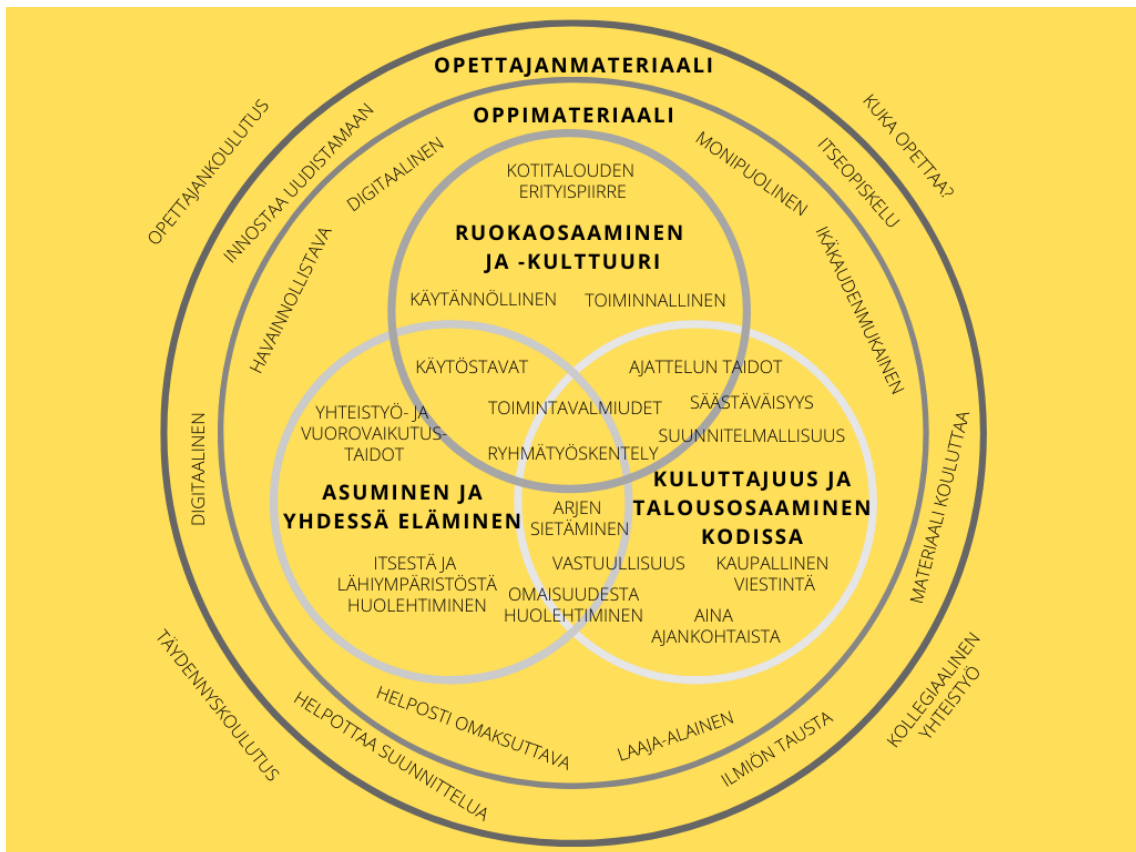 OPETTAJANMATERIAALI
OPPIMATERIAALI
OPETTAJANKOULUTUS
INNOSTAA UUDISTAMAAN
DIGITAALINEN
HAVAINNOLLISTAVA
MONIPUOLINEN
ITSEOPISKELU
KUKA OPETTAA?
IKÄKAUDENMUKAINEN
KOTITALOUDEN
ERITYISPIIRRE
RUOKAOSAAMINEN
JA -KULTTUURI
KÄYTÄNNÖLLINEN
TOIMINNALLINEN
KÄYTÖSTAVAT
AJATTELUN TAIDOT
TOIMINTAVALMIUDET
SÄÄSTÄVÄISYYS
YHTEISTYÖ- JA
VUOROVAIKUTUS-
TAIDOT
SUUNNITELMALLISUUS
RYHMÄTYÖSKENTELY
ASUMINEN JA
YHDESSÄ ELÄMINEN
KULUTTAJUUS JA
TALOUSOSAAMINEN
KODISSA
ARJEN
SIETÄMINEN
ITSESTÄ JA
LÄHIYMPÄRISTÖSTÄ
HUOLEHTIMINEN
VASTUULLISUUS
KAUPALLINEN
VIESTINTÄ
OMAISUUDESTA
HUOLEHTIMINEN
AINA
AJANKOHTAISTA
DIGITAALINEN
MATERIAALI KOULUTTAA
TÄYDENNYSKOULUTUS
HELPOTTAA SUUNNITTELUA
HELPOSTI OMAKSUTTAVA
LAAJA-ALAINEN
ILMIÖN TAUSTA
KOLLEGIAALINEN
YHTEISTYÖ